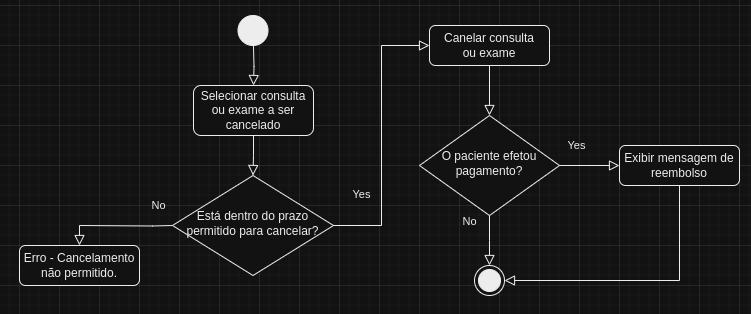 Selecionar consulta
ou exame a ser
cancelado
Está dentro do prazo
permitido para cancelar?
No
Erro - Cancelamento
não permitido.
Yes
Canelar consulta
ou exame
O paciente efetou
pagamento?
Yes
Exibir mensagem de
reembolso
No